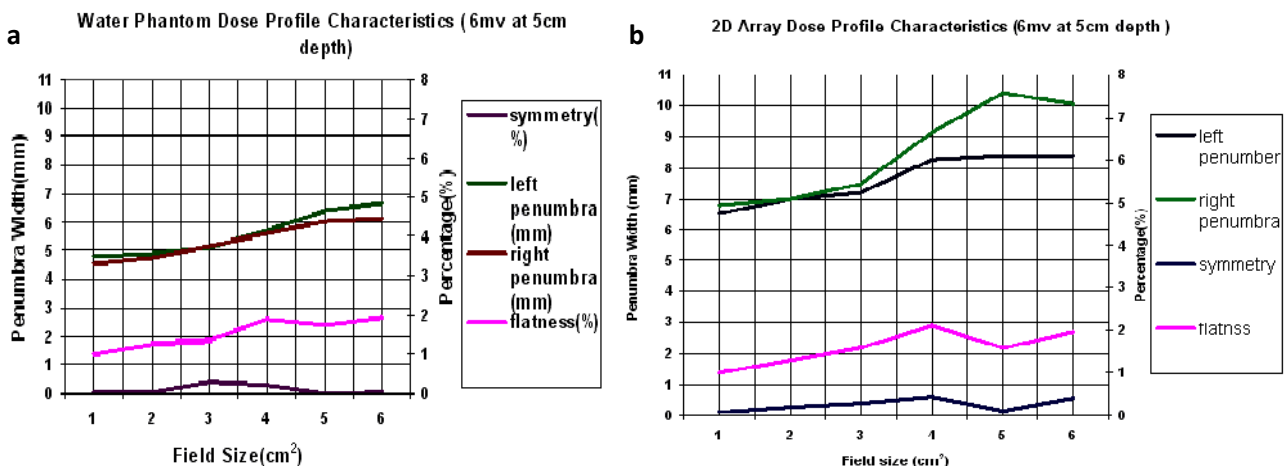 a
Water Phantom Dose Profile Characteristics ( 6mv at 5cm
depth)
Penumbra Width(mm)
11
10
9
8
7
6
5
4
3
2
1
0
8
7
6
5
4
3
2
1
0
Percentage(%)
1 2 3 4 5 6
Field Size(cm²)
symmetry(
%)
left
penumbra
(mm)
right
penumbra
(mm)
flatness(%)
b
2D Array Dose Profile Characteristics (6mv at 5cm depth )
Penumbra Width (mm)
11
10
9
8
7
6
5
4
3
2
1
0
8
7
6
5
4
3
2
1
0
Percentage(%)
1 2 3 4 5 6
Field size (cm²)
left
penumber
right
penumbra
symmetry
flatnss